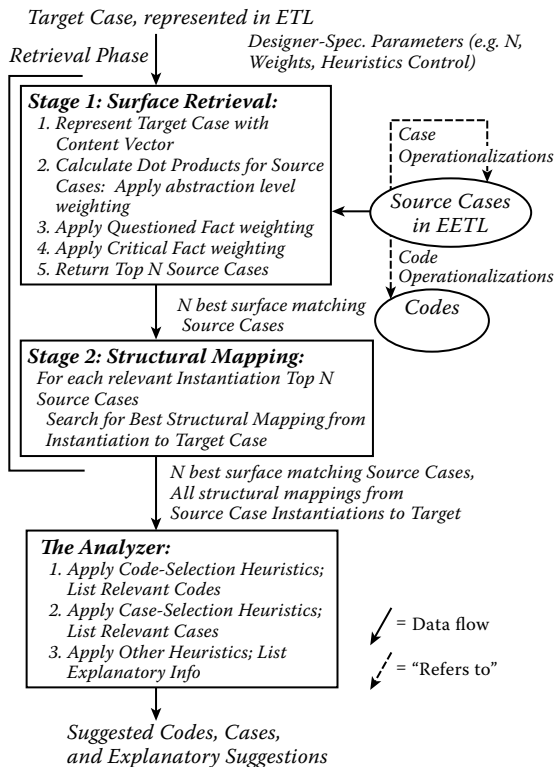 Target Case, represented in ETL
Retrieval Phase
Designer-Spec. Parameters (e.g. N,
Weights, Heuristics Control)
Stage 1: Surface Retrieval:
1. Represent Target Case with
Content Vector
2. Calculate Dot Products for Source
Cases: Apply abstraction level
weighting
3. Apply Questioned Fact weighting
4. Apply Critical Fact weighting
5. Return Top N Source Cases
Case
Operationalizations
Source Cases
in EETL
Code
Operationalizations
Codes
N best surface matching
Source Cases
Stage 2: Structural Mapping:
For each relevant Instantiation Top N
Source Cases
Search for Best Structural Mapping from
Instantiation to Target Case
N best surface matching Source Cases,
All structural mappings from
Source Case Instantiations to Target
The Analyzer:
1. Apply Code-Selection Heuristics;
List Relevant Codes
2. Apply Case-Selection Heuristics;
List Relevant Cases
3. Apply Other Heuristics; List
Explanatory Info
= Data flow
= "Refers to"
Suggested Codes, Cases,
and Explanatory Suggestions